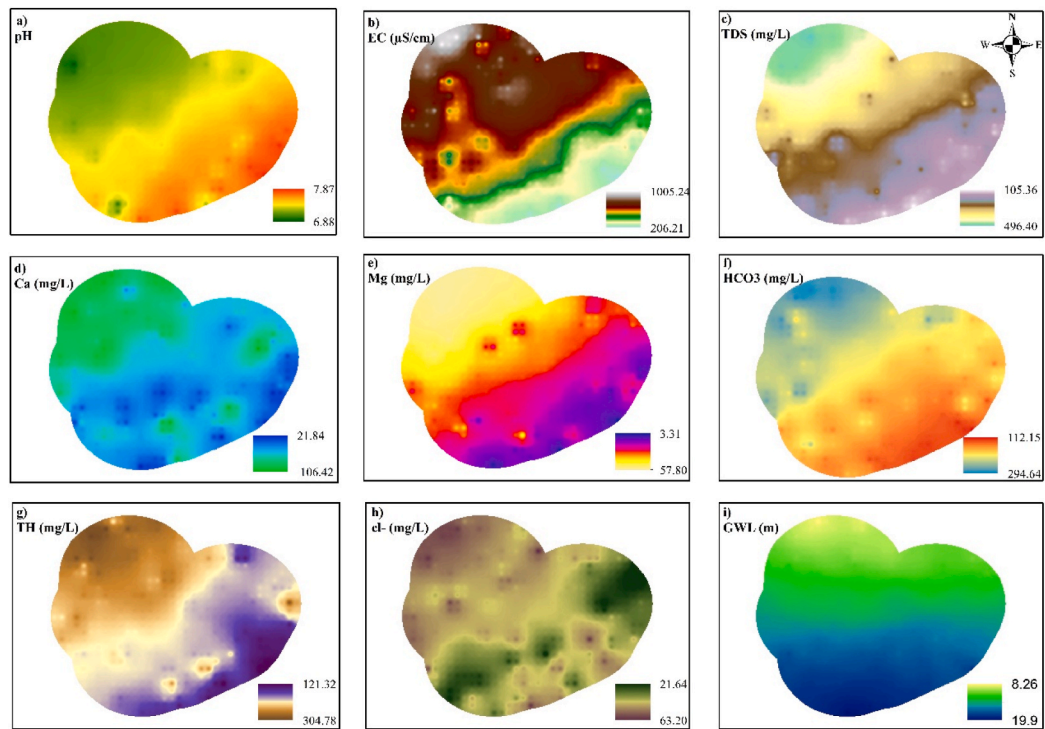 a)
pH
7.87
6.88
b)
EC (µS/cm)
1005.24
206.21
c)
TDS (mg/L)
N
W
E
S
105.36
496.40
d)
Ca (mg/L)
21.84
106.42
e)
Mg (mg/L)
3.31
57.80
f)
HCO3 (mg/L)
112.15
294.64
g)
TH (mg/L)
121.32
304.78
h)
cl- (mg/L)
21.64
63.20
i)
GWL (m)
8.26
19.9